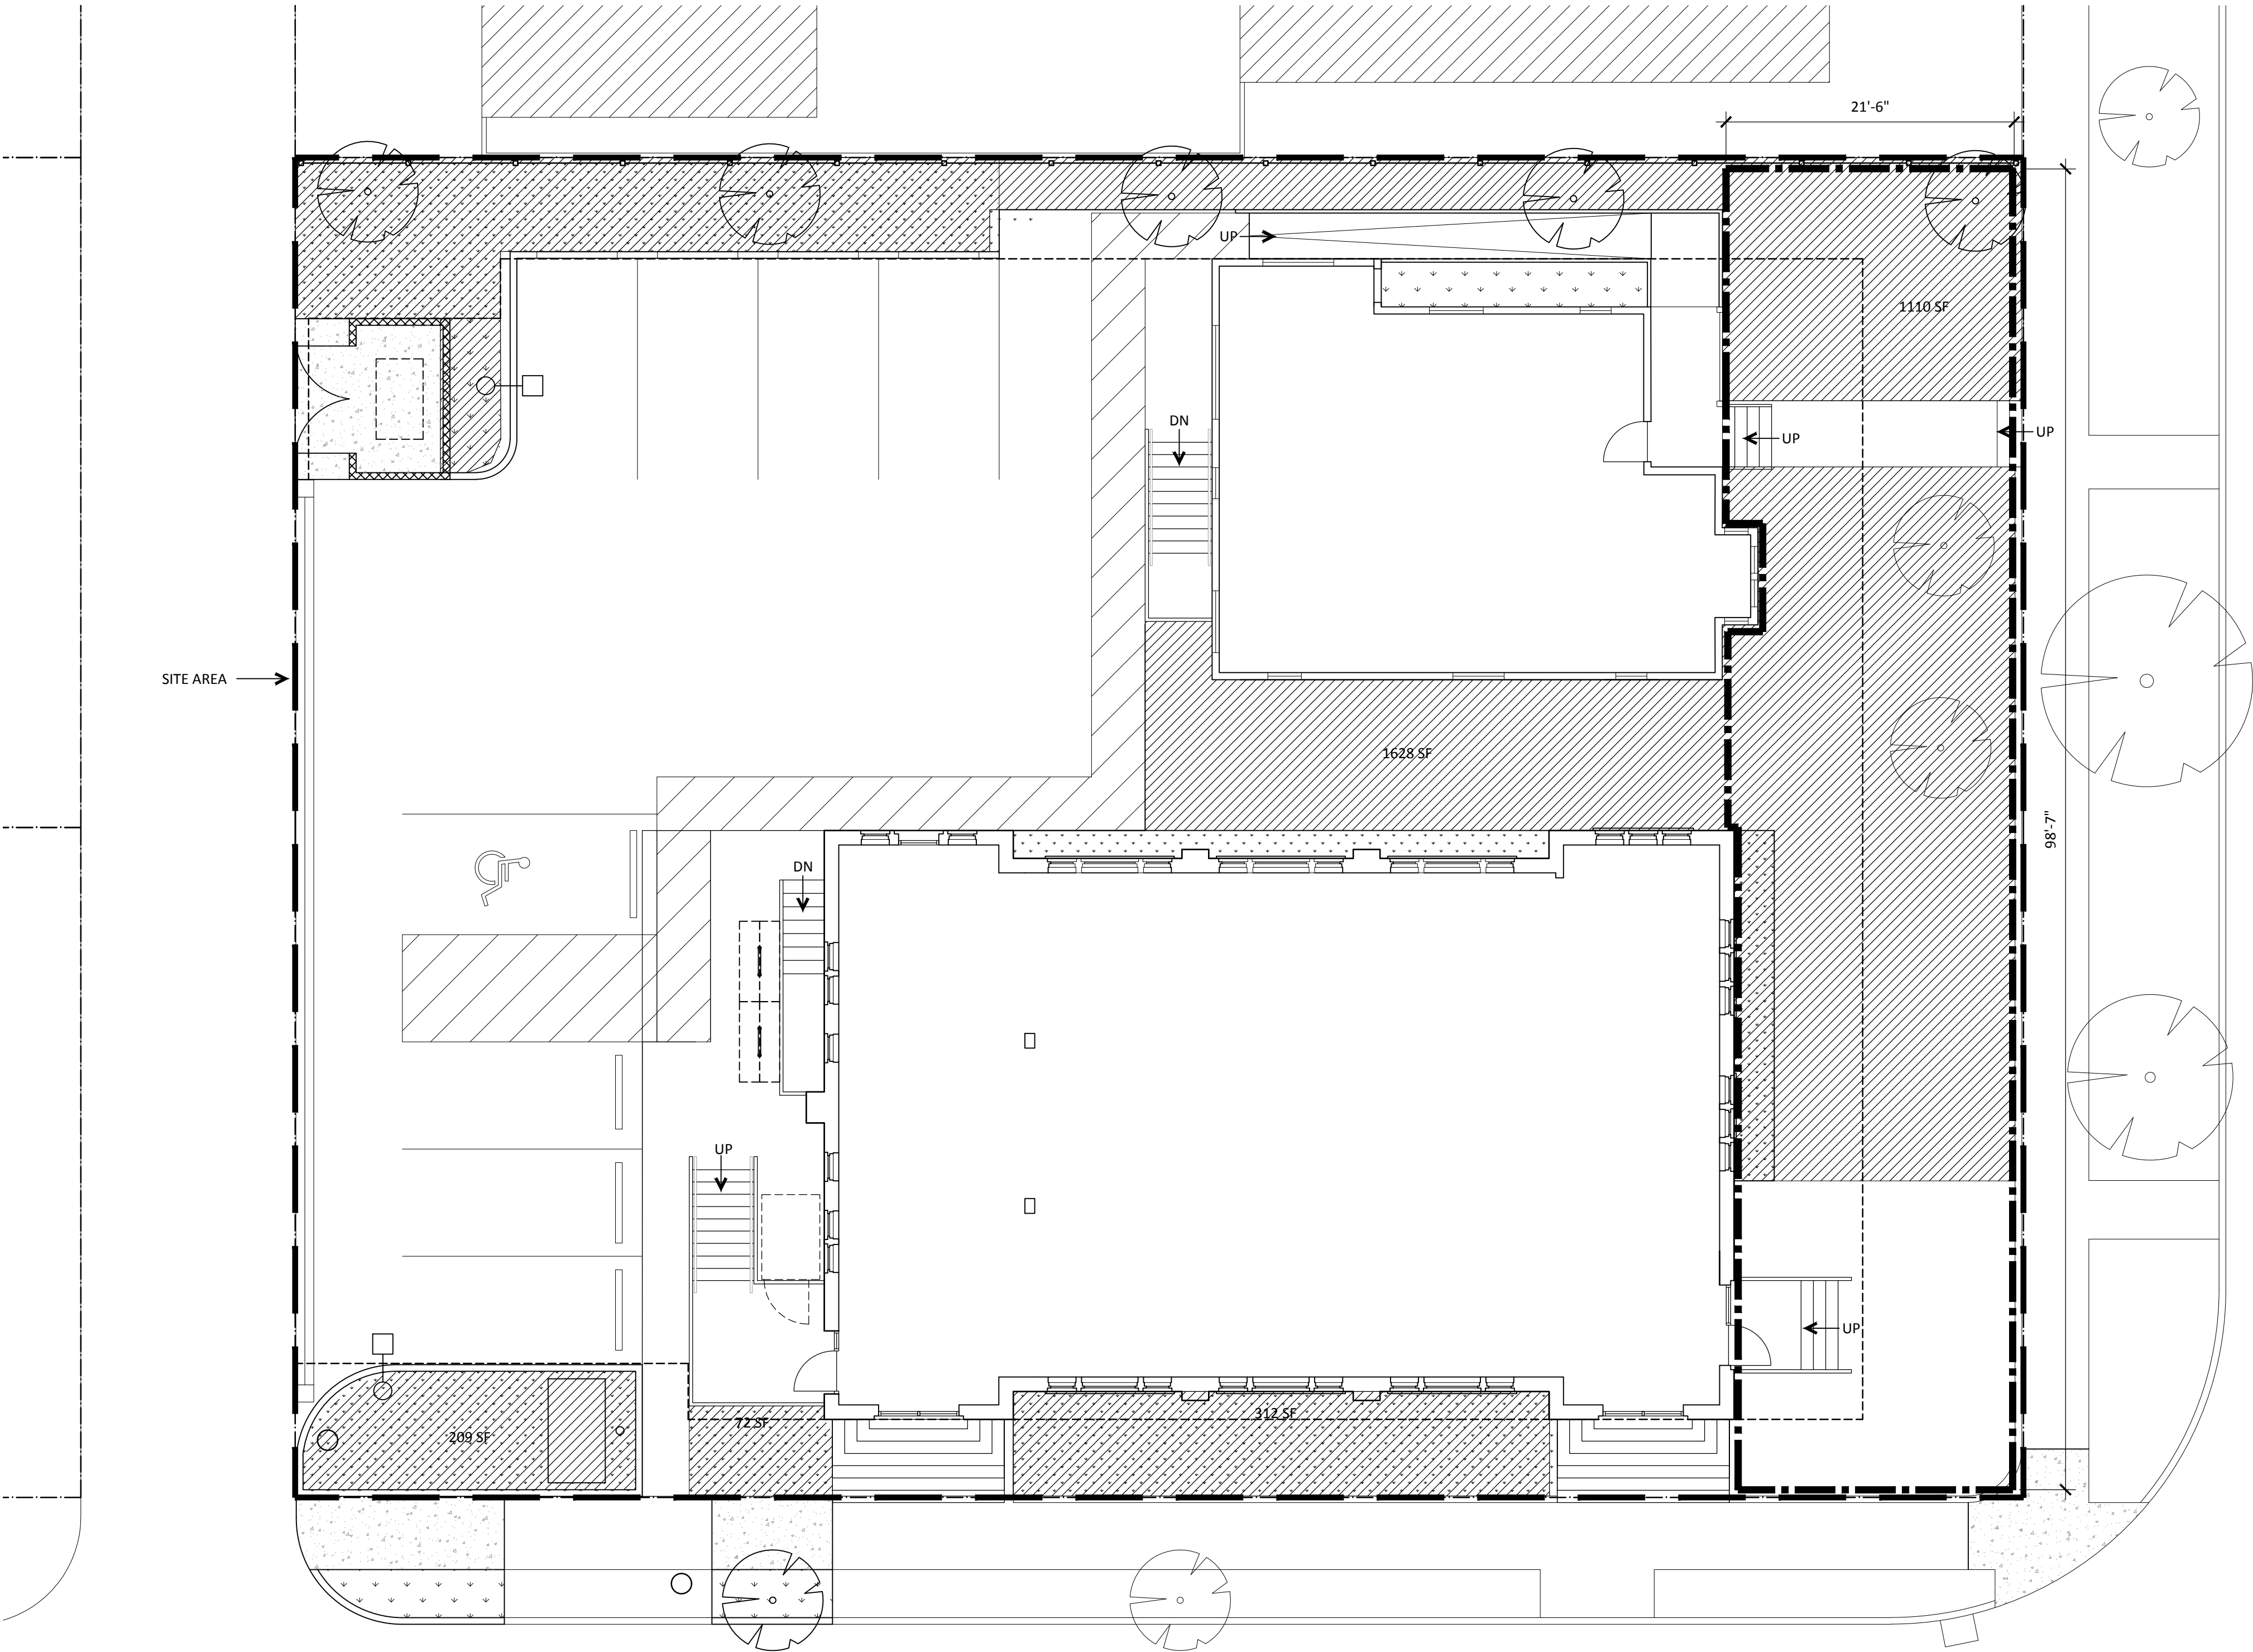 21'-6"
UP
1110 SF
DN
UP
UP
SITE AREA
1628 SF
98'-7"
DN
UP
UP
72 SF
312 SF
209 SF